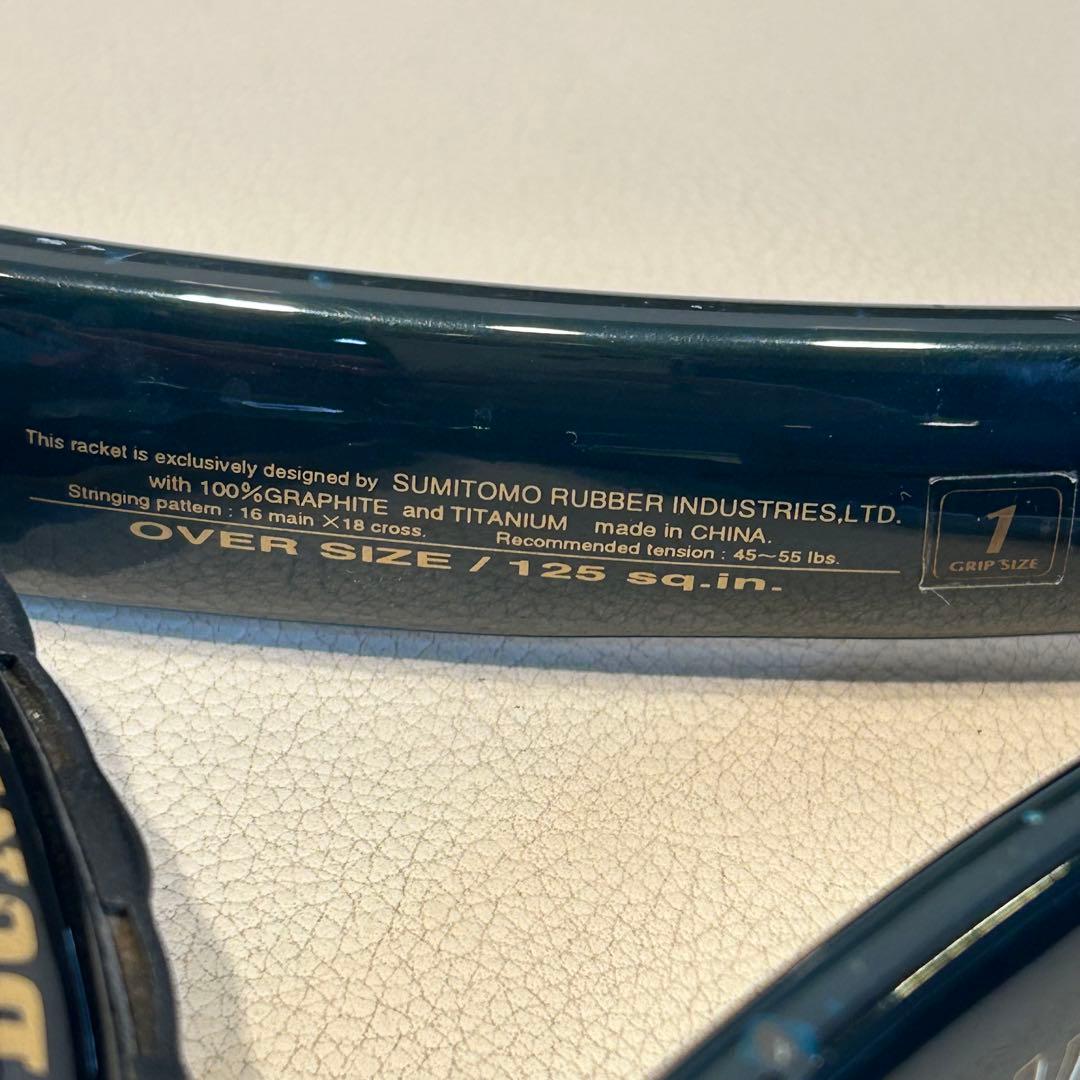 This racket is exclusively designed by SUMITOMO RUBBER INDUSTRIES,LTD.
with 100%GRAPHITE and TITANIUM made in CHINA.
Stringing pattern : 16 main ×18 cross. Recommended tension : 45~55 lbs.
OVER SIZE / 125 sq.in.
1
GRIP SIZE